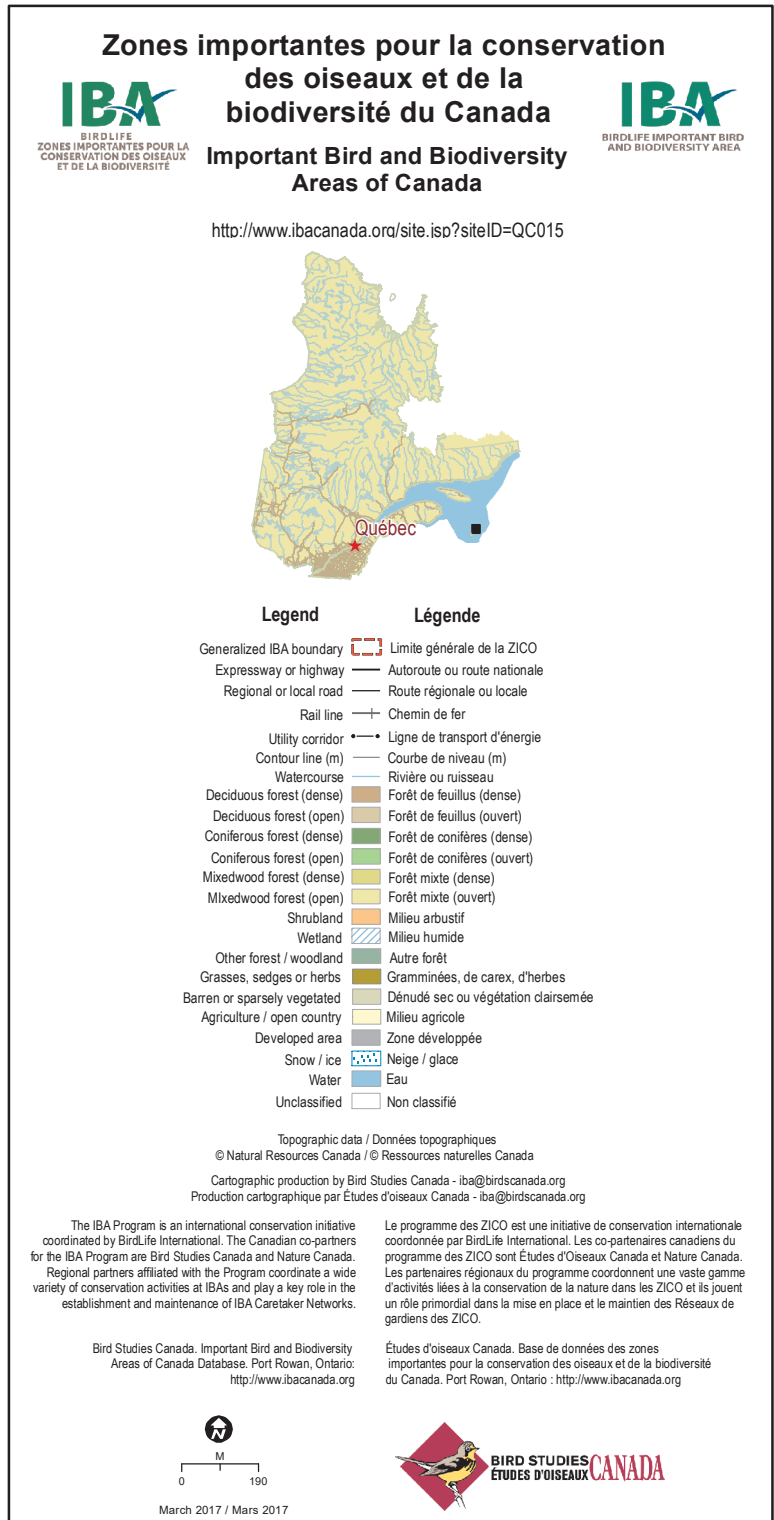 Zones importantes pour la conservation
des oiseaux et de la
biodiversité du Canada
IBA
BIRDLIFE
ZONES IMPORTANTES POUR LA
CONSERVATION DES OISEAUX
ET DE LA BIODIVERSITÉ
Important Bird and Biodiversity
Areas of Canada
IBA
BIRDLIFE IMPORTANT BIRD
AND BIODIVERSITY AREA
http://www.ibacanada.org/site.jsp?siteID=QC015
Québec
Legend Légende
Generalized IBA boundary Limite générale de la ZICO
Expressway or highway Autoroute ou route nationale
Regional or local road Route régionale ou locale
Rail line Chemin de fer
Utility corridor Ligne de transport d'énergie
Contour line (m) Courbe de niveau (m)
Watercourse Rivière ou ruisseau
Deciduous forest (dense) Forêt de feuillus (dense)
Deciduous forest (open) Forêt de feuillus (ouvert)
Coniferous forest (dense) Forêt de conifères (dense)
Coniferous forest (open) Forêt de conifères (ouvert)
Mixedwood forest (dense) Forêt mixte (dense)
MIxedwood forest (open) Forêt mixte (ouvert)
Shrubland Milieu arbustif
Wetland Milieu humide
Other forest / woodland Autre forêt
Grasses, sedges or herbs Gramminées, de carex, d'herbes
Barren or sparsely vegetated Dénudé sec ou végétation clairsemée
Agriculture / open country Milieu agricole
Developed area Zone développée
Snow / ice Neige / glace
Water Eau
Unclassified Non classifié
Topographic data / Données topographiques
© Natural Resources Canada / © Ressources naturelles Canada
Cartographic production by Bird Studies Canada - iba@birdscanada.org
Production cartographique par Études d'oiseaux Canada - iba@birdscanada.org
The IBA Program is an international conservation initiative
coordinated by BirdLife International. The Canadian co-partners
for the IBA Program are Bird Studies Canada and Nature Canada.
Regional partners affiliated with the Program coordinate a wide
variety of conservation activities at IBAs and play a key role in the
establishment and maintenance of IBA Caretaker Networks.
Le programme des ZICO est une initiative de conservation internationale
coordonnée par BirdLife International. Les co-partenaires canadiens du
programme des ZICO sont Études d'Oiseaux Canada et Nature Canada.
Les partenaires régionaux du programme coordonnent une vaste gamme
d'activités liées à la conservation de la nature dans les ZICO et ils jouent
un rôle primordial dans la mise en place et le maintien des Réseaux de
gardiens des ZICO.
Bird Studies Canada. Important Bird and Biodiversity
Areas of Canada Database. Port Rowan, Ontario:
http://www.ibacanada.org
Études d'oiseaux Canada. Base de données des zones
importantes pour la conservation des oiseaux et de la biodiversité
du Canada. Port Rowan, Ontario : http://www.ibacanada.org
N
M
0 190
March 2017 / Mars 2017
BIRD STUDIES
ÉTUDES D'OISEAUX
CANADA